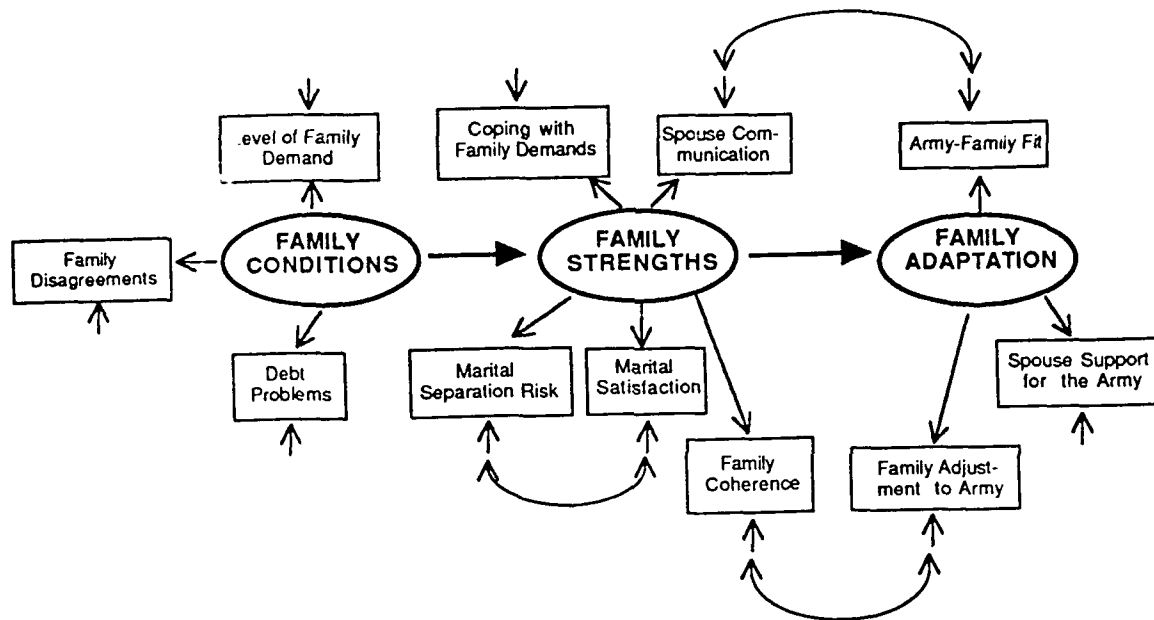 .evel of Family
Demand
Coping with
Family Demands
Spouse Com-
munication
Army-Family Fit
FAMILY
CONDITIONS
FAMILY
STRENGTHS
FAMILY
ADAPTATION
Family
Disagreements
Debt
Problems
Marital
Separation Risk
Marital
Satisfaction
Spouse Support
for the Army
Family
Coherence
Family Adjust-
ment to Army